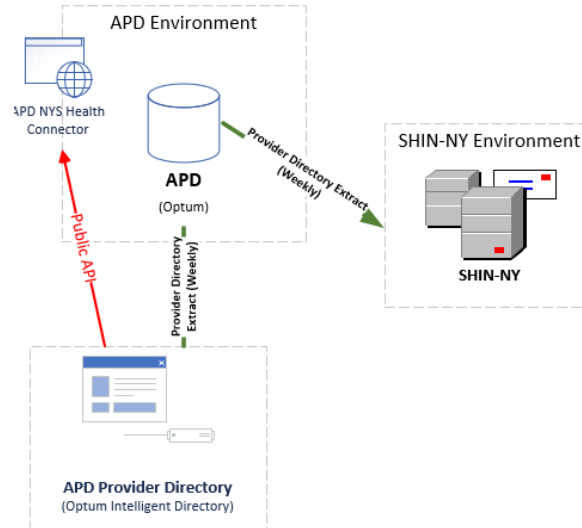 APD Environment
APD NYS Health
Connector
APD
(Optum)
Provider Directory Extract
(Weekly)
SHIN-NY Environment
SHIN-NY
Public API
Provider Directory
Extract (Weekly)
APD Provider Directory
(Optum Intelligent Directory)